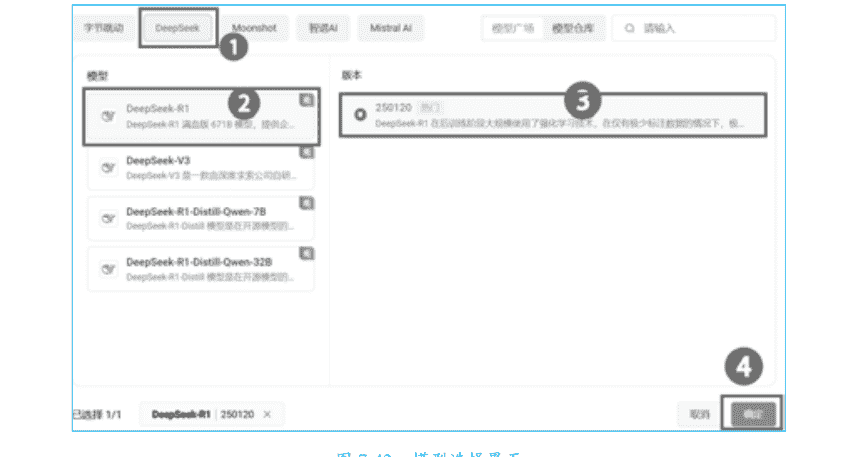 字节跳动 DeepSeek Moonshot 智谱AI Mistral AI 模型广场 模型仓库 请输入
1
模型 版本
2
3
DeepSeek-R1
DeepSeek-R1 满血版 671B 模型，提供企...
250120 热门
DeepSeek-R1 在后训练阶段大规模使用了强化学习技术，在仅有极少标注数据的情况下，极...
DeepSeek-V3
DeepSeek-V3 是一款由深度求索公司自研...
DeepSeek-R1-Distill-Qwen-7B
DeepSeek-R1-Distill 模型是在开源模型的...
DeepSeek-R1-Distill-Qwen-32B
DeepSeek-R1-Distill 模型是在开源模型的...
4
已选择 1/1 DeepSeek-R1 | 250120 × 取消 确定